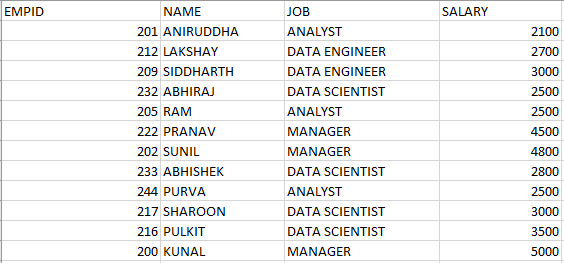 EMPID NAME JOB SALARY
201 ANIRUDDHA ANALYST 2100
212 LAKSHAY DATA ENGINEER 2700
209 SIDDHARTH DATA ENGINEER 3000
232 ABHIRAJ DATA SCIENTIST 2500
205 RAM ANALYST 2500
222 PRANAV MANAGER 4500
202 SUNIL MANAGER 4800
233 ABHISHEK DATA SCIENTIST 2800
244 PURVA ANALYST 2500
217 SHAROON DATA SCIENTIST 3000
216 PULKIT DATA SCIENTIST 3500
200 KUNAL MANAGER 5000